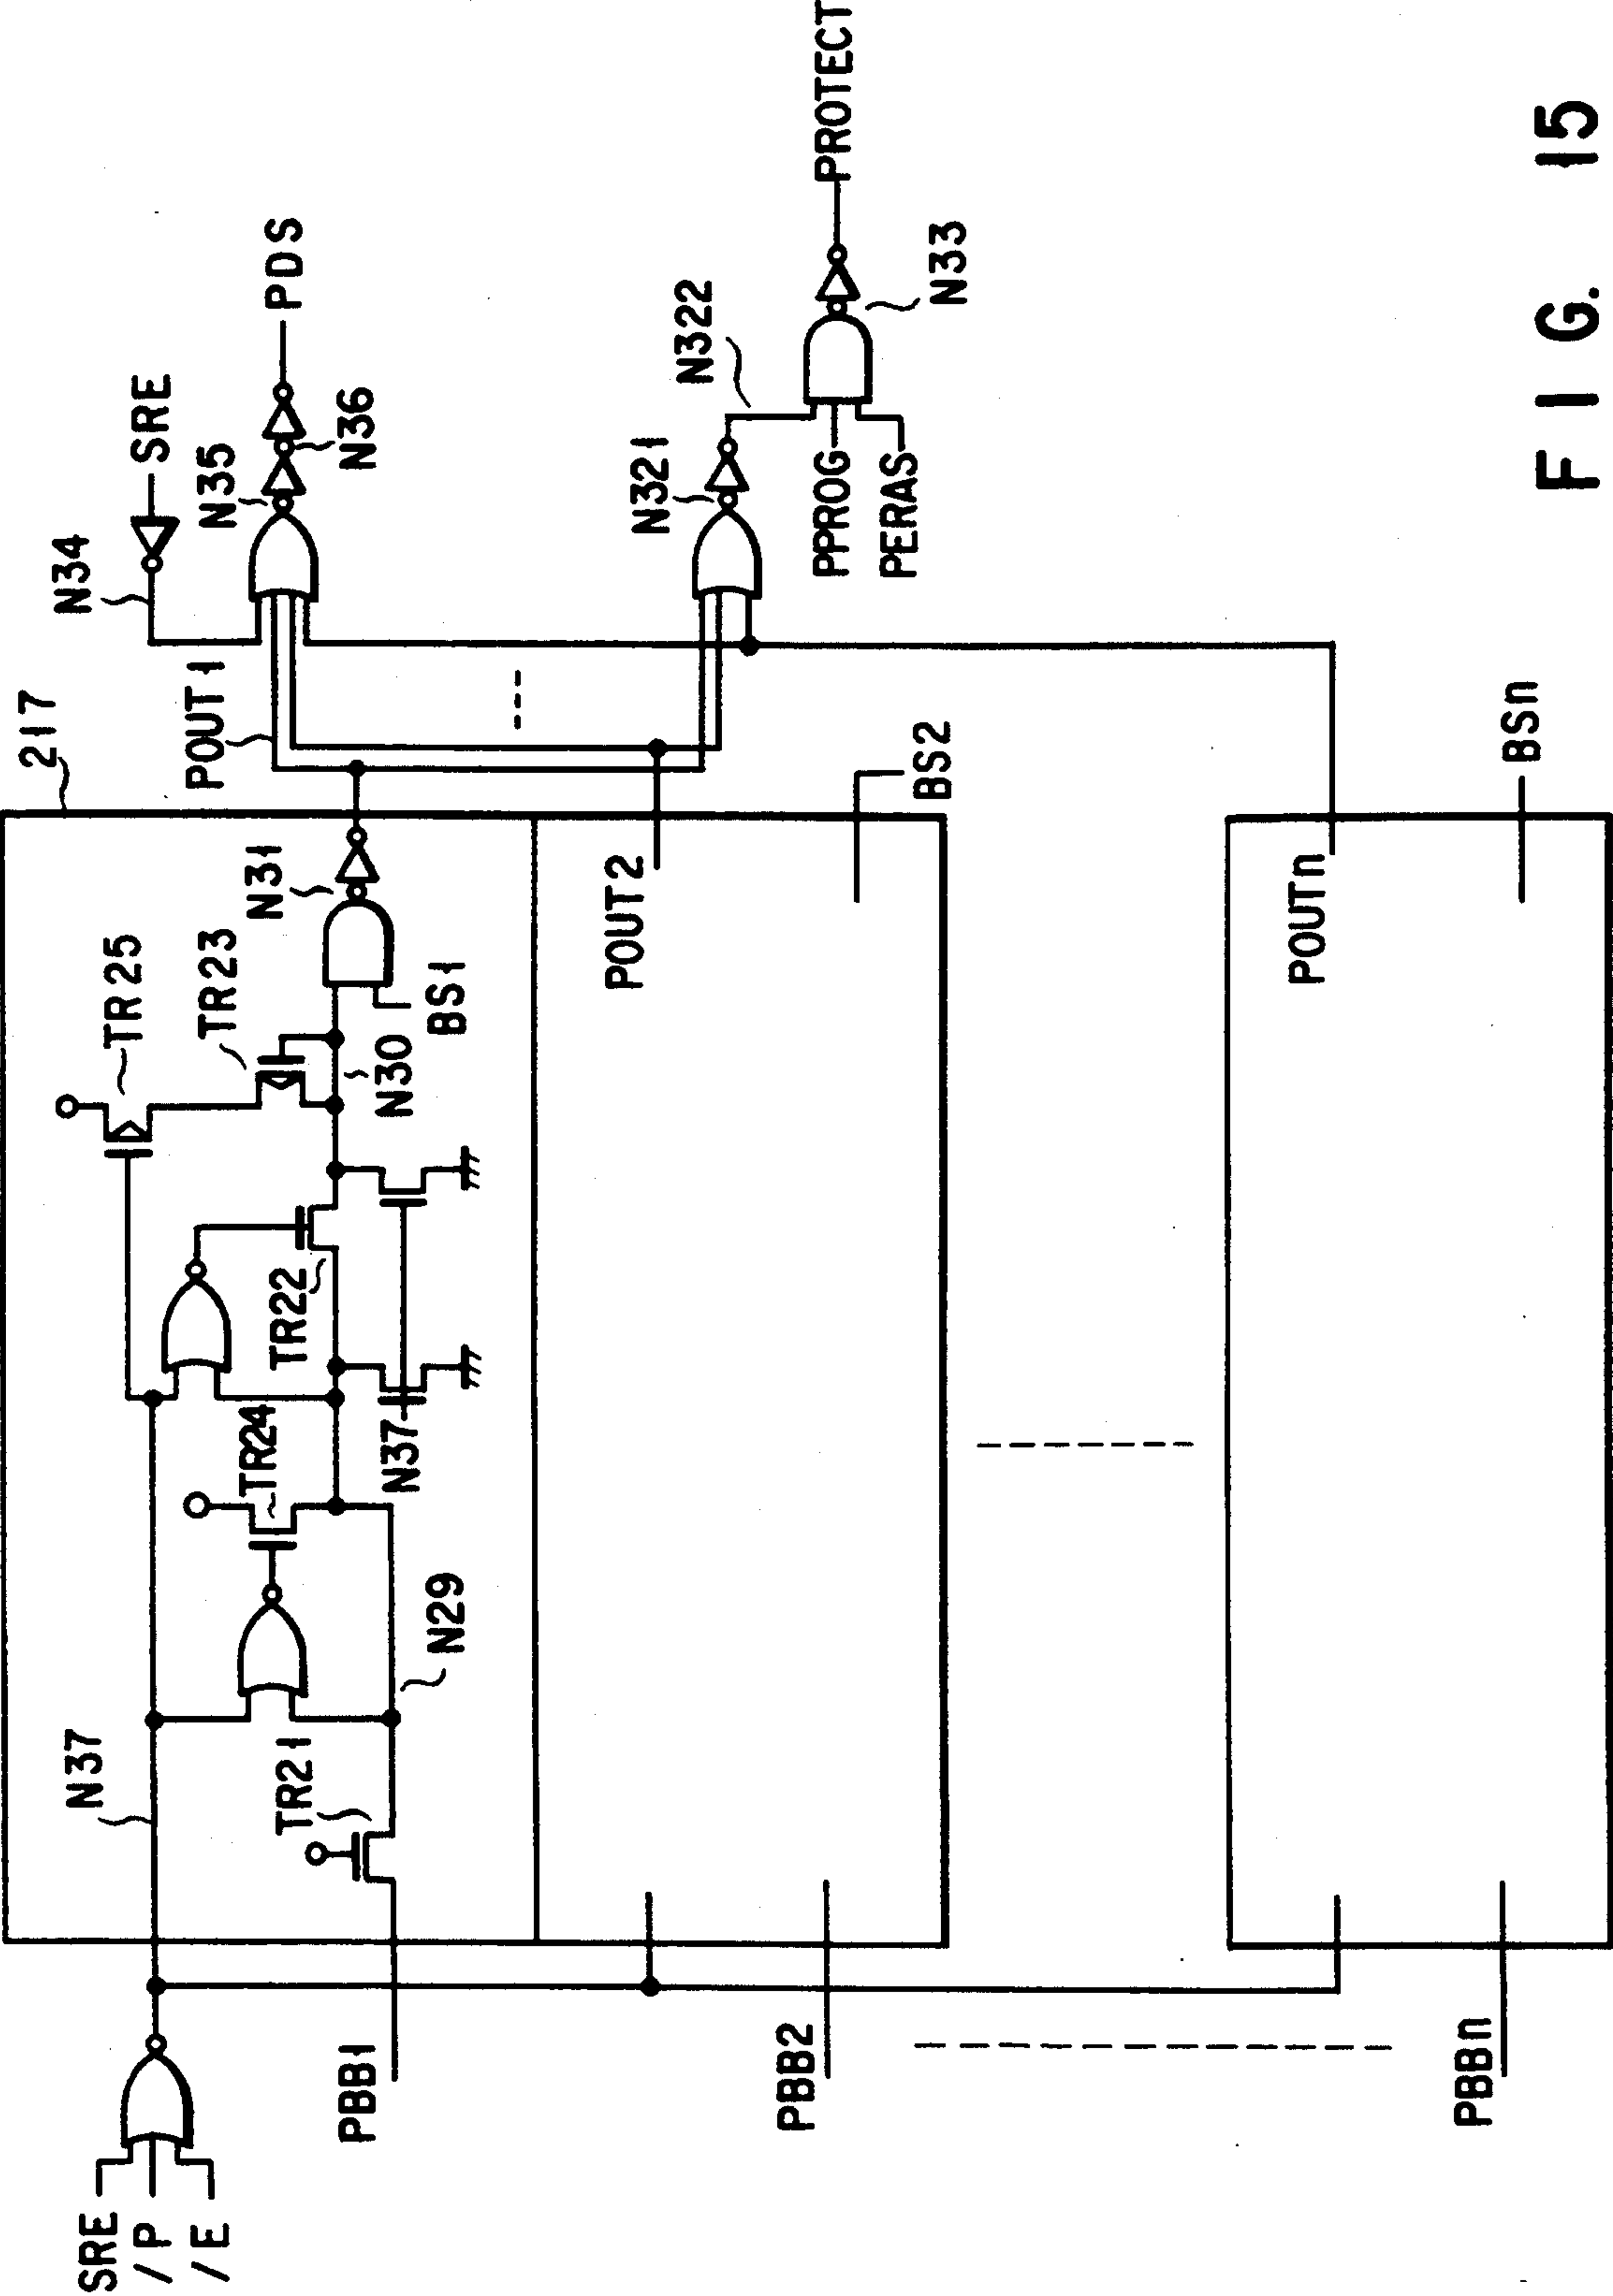 SRE
/P
/E
N37
PBB1
TR21
N29
TR24
N37
TR22
TR25
TR23
N30
BS1
N31
217
POUT1
N34
SRE
N35
N36
PDS
N321
N322
PPROG
PERAS
N33
PROTECT
PBB2
POUT2
BS2
PBBn
POUTn
BSn
FIG. 15